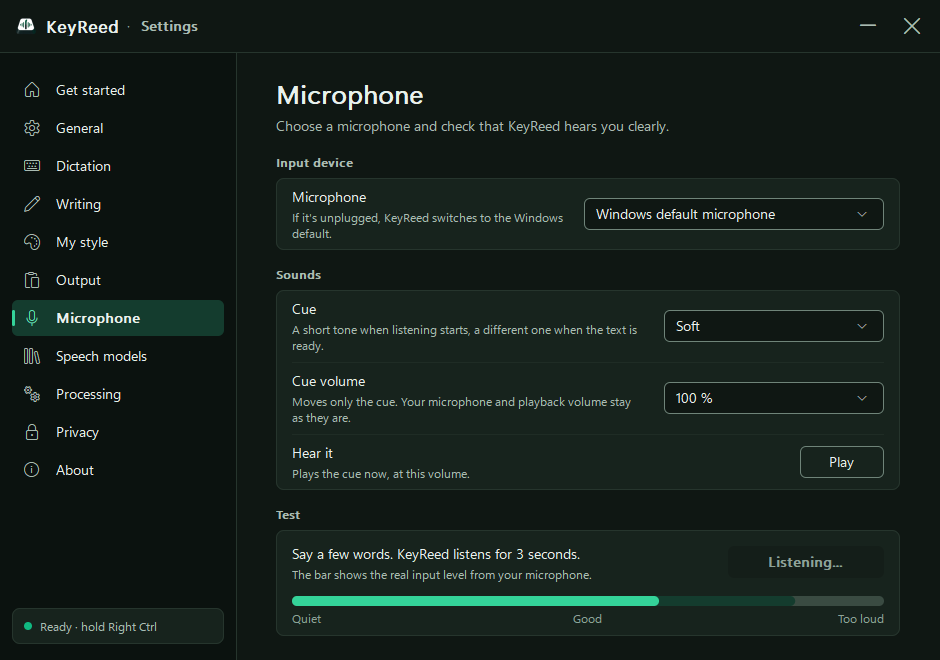 KeyReed · Settings
Get started
General
Dictation
Writing
My style
Output
Microphone
Speech models
Processing
Privacy
About
Ready · hold Right Ctrl
Microphone
Choose a microphone and check that KeyReed hears you clearly.
Input device
Microphone
If it's unplugged, KeyReed switches to the Windows
default.
Windows default microphone
Sounds
Cue
A short tone when listening starts, a different one when the text is
ready.
Soft
Cue volume
Moves only the cue. Your microphone and playback volume stay
as they are.
100 %
Hear it
Plays the cue now, at this volume.
Play
Test
Say a few words. KeyReed listens for 3 seconds.
The bar shows the real input level from your microphone.
Listening...
Quiet Good Too loud